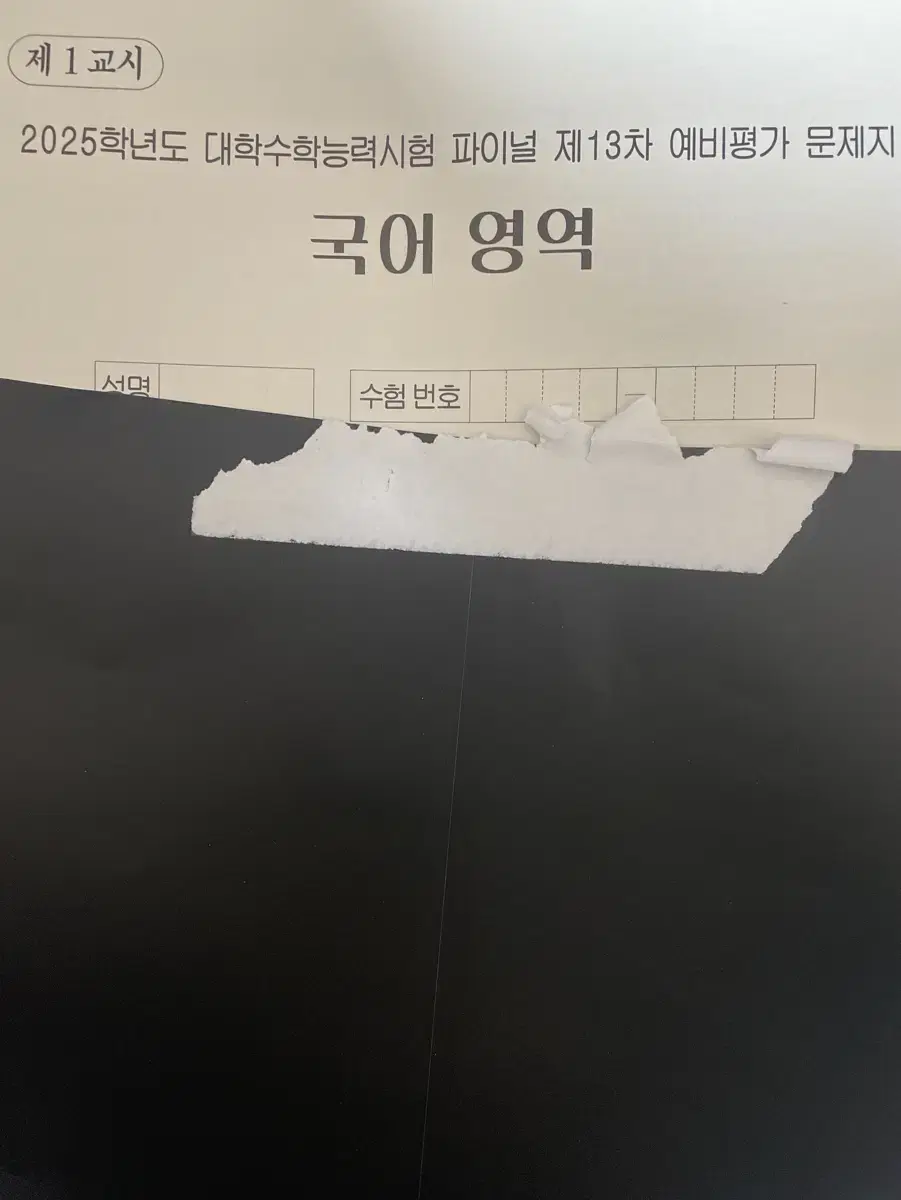 제 1 교시
2025학년도 대학수학능력시험 파이널 제13차 예비평가 문제지
국어 영역
성명 수험 번호